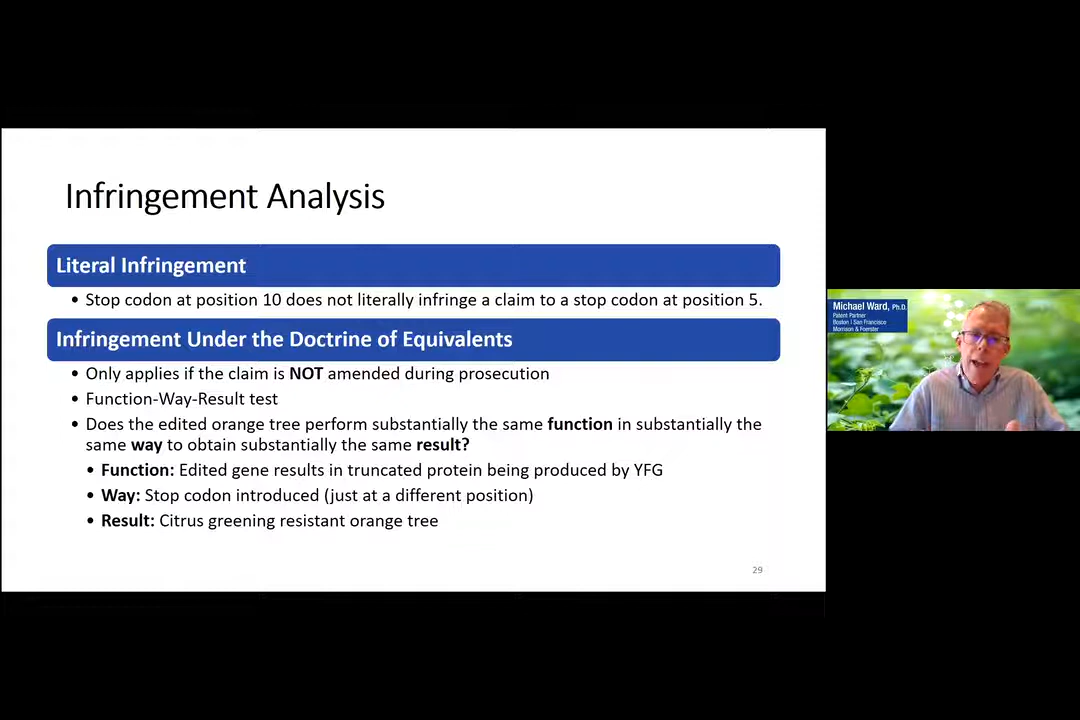 Infringement Analysis
Literal Infringement
• Stop codon at position 10 does not literally infringe a claim to a stop codon at position 5.
Infringement Under the Doctrine of Equivalents
• Only applies if the claim is NOT amended during prosecution
• Function-Way-Result test
• Does the edited orange tree perform substantially the same function in substantially the
same way to obtain substantially the same result?
• Function: Edited gene results in truncated protein being produced by YFG
• Way: Stop codon introduced (just at a different position)
• Result: Citrus greening resistant orange tree
29
Michael Ward, Ph.D.
Patent Partner
Boston | San Francisco
Morrison & Foerster